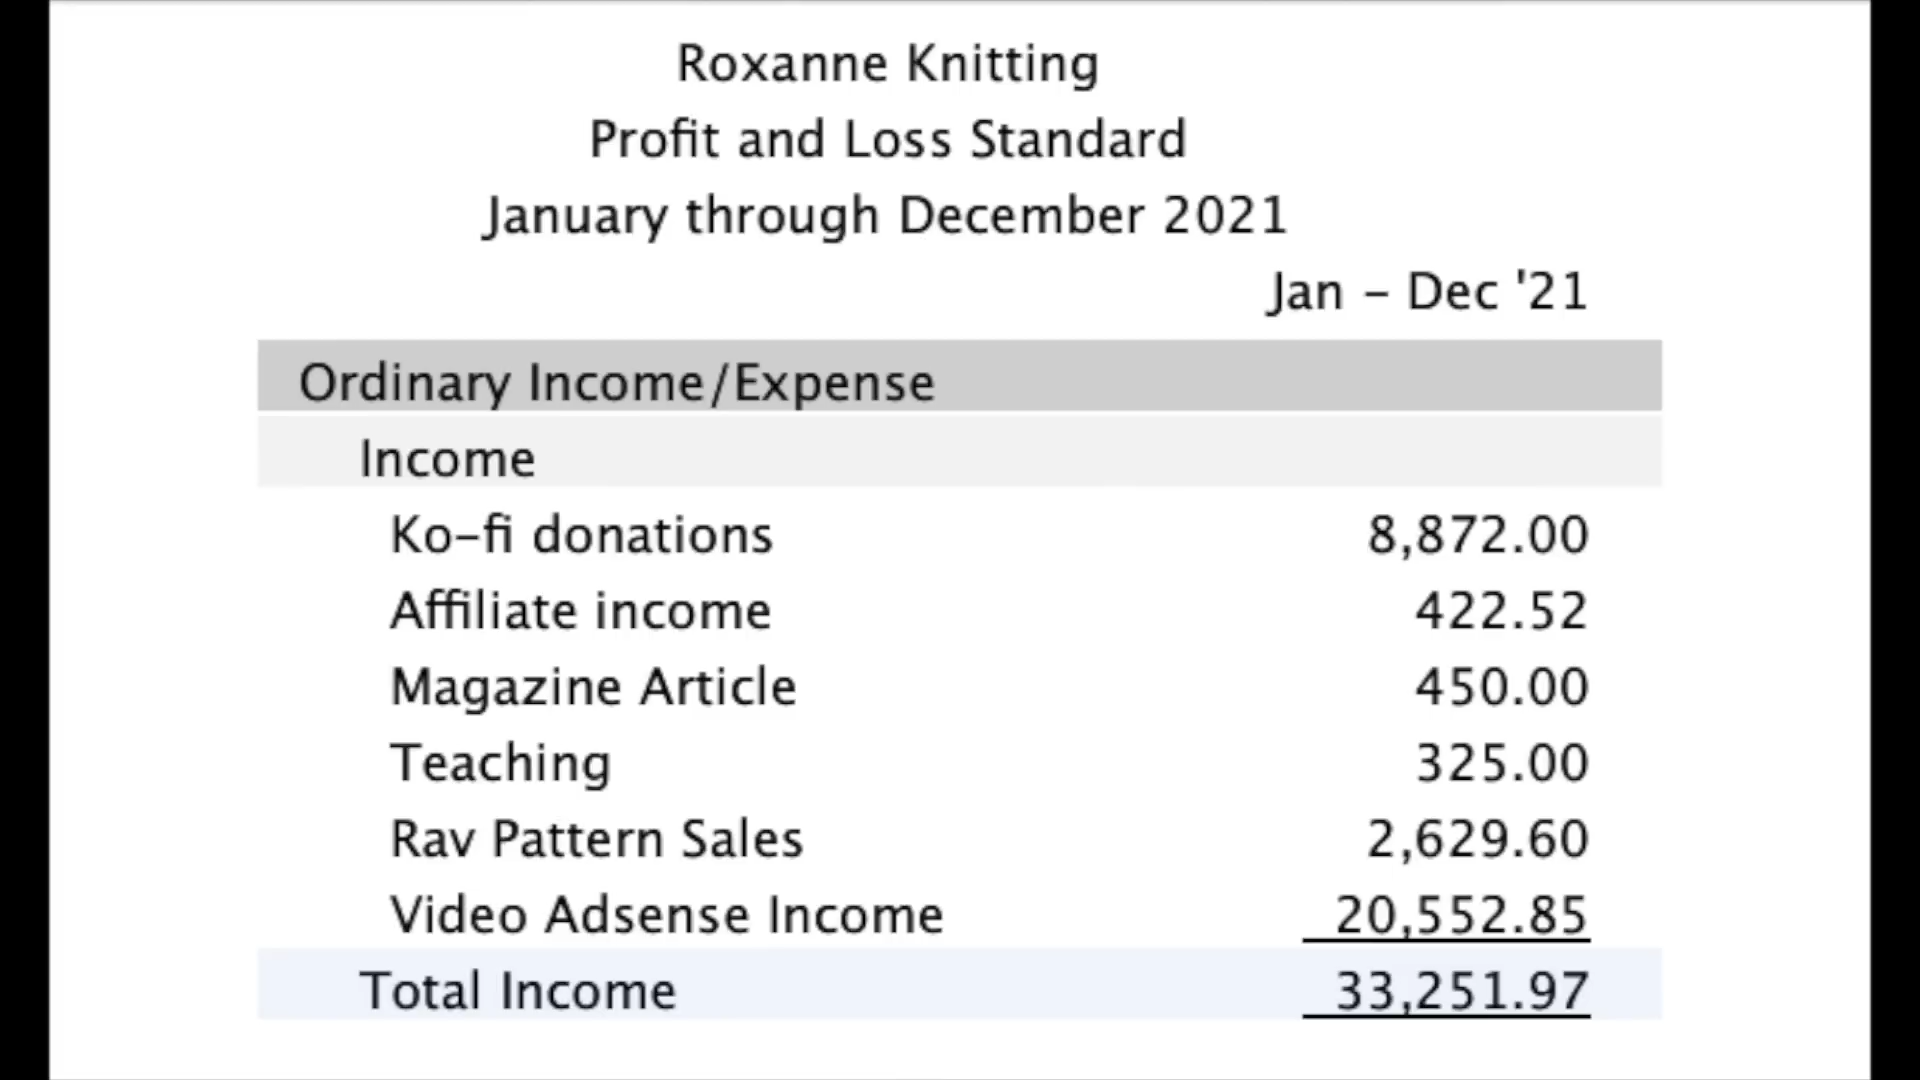 Roxanne Knitting
Profit and Loss Standard
January through December 2021
Jan – Dec '21
Ordinary Income/Expense
Income
Ko-fi donations 8,872.00
Affiliate income 422.52
Magazine Article 450.00
Teaching 325.00
Rav Pattern Sales 2,629.60
Video Adsense Income 20,552.85
Total Income 33,251.97